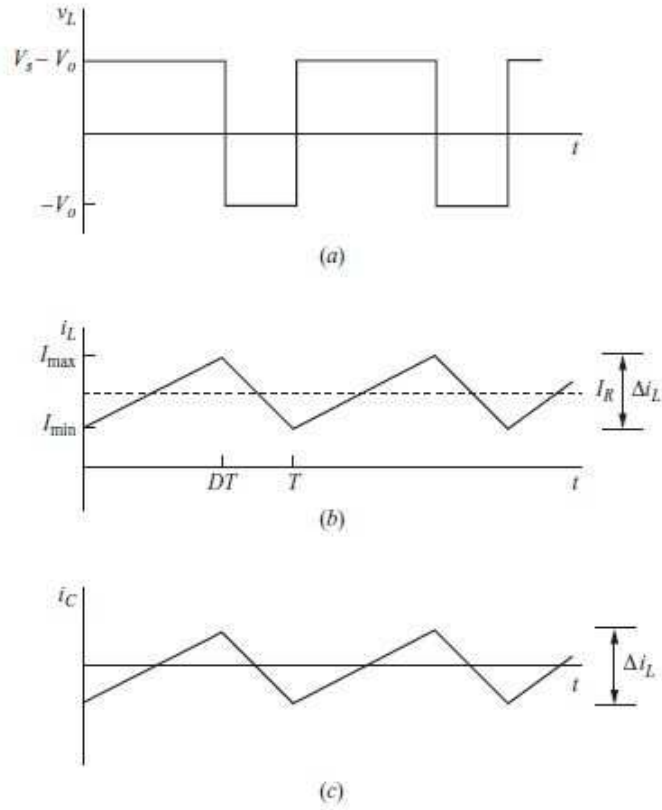 v_L
V_s – V_o
t
–V_o
(a)
i_L
I_max
I_R Δi_L
I_min
DT T t
(b)
i_C
Δi_L
t
(c)